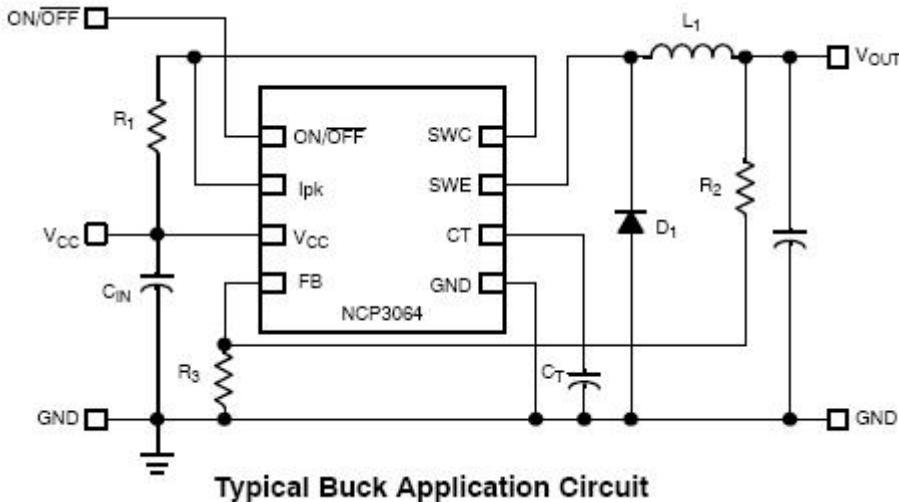 ON/OFF
L1
VOUT
R1
ON/OFF
SWC
Ipk
SWE
R2
VCC
VCC
CT
D1
CIN
FB
GND
NCP3064
R3
CT
GND
GND
Typical Buck Application Circuit